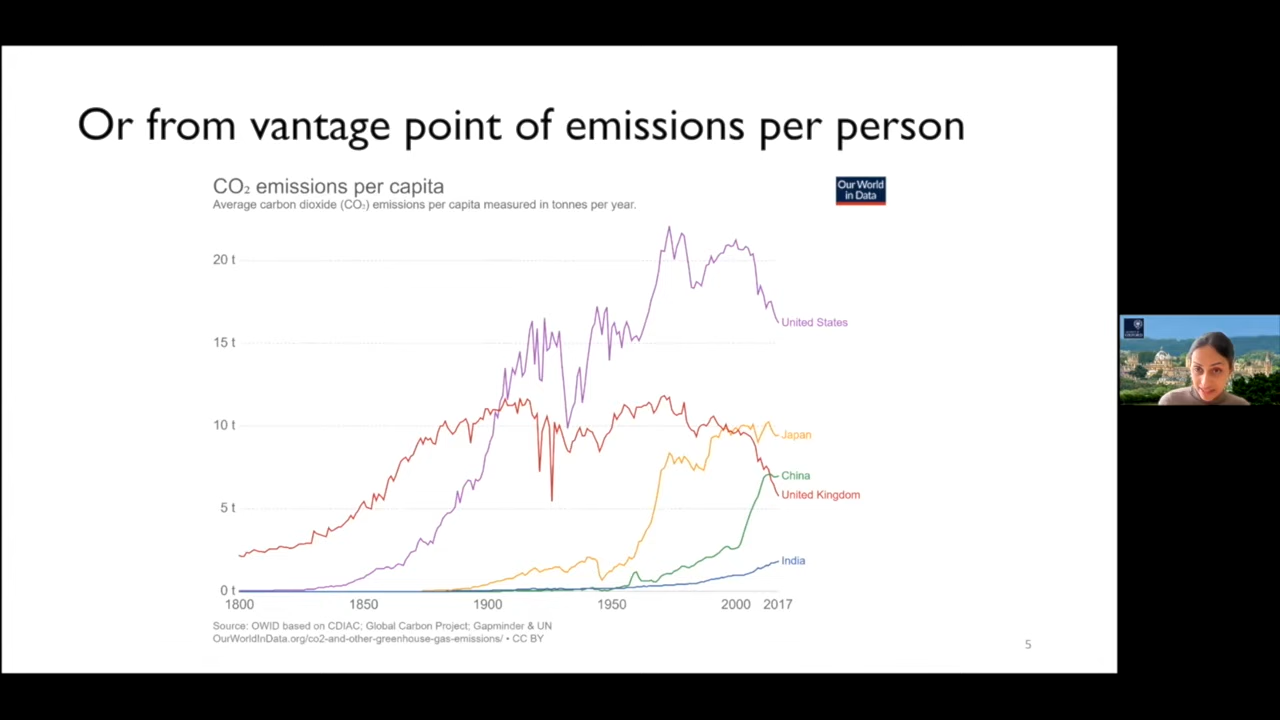 Or from vantage point of emissions per person
CO₂ emissions per capita
Average carbon dioxide (CO₂) emissions per capita measured in tonnes per year.
Our World
in Data
20 t
15 t
10 t
5 t
0 t
United States
Japan
China
United Kingdom
India
1800
1850
1900
1950
2000
2017
Source: OWID based on CDIAC; Global Carbon Project; Gapminder & UN
OurWorldInData.org/co2-and-other-greenhouse-gas-emissions/ • CC BY
5
OXFORD